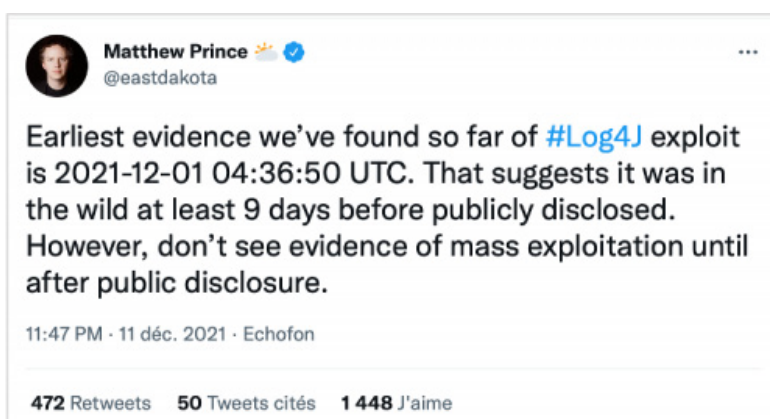 Matthew Prince
@eastdakota
Earliest evidence we’ve found so far of #Log4J exploit
is 2021-12-01 04:36:50 UTC. That suggests it was in
the wild at least 9 days before publicly disclosed.
However, don’t see evidence of mass exploitation until
after public disclosure.
11:47 PM · 11 déc. 2021 · Echofon
472 Retweets 50 Tweets cités 1 448 J'aime